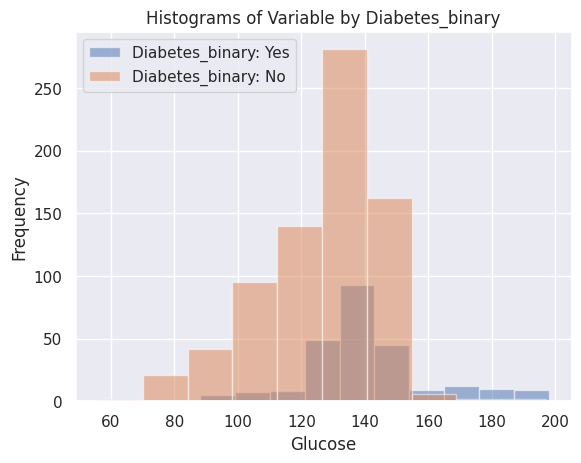 Histograms of Variable by Diabetes_binary
Diabetes_binary: Yes
Diabetes_binary: No
Frequency
250
200
150
100
50
0
60 80 100 120 140 160 180 200
Glucose